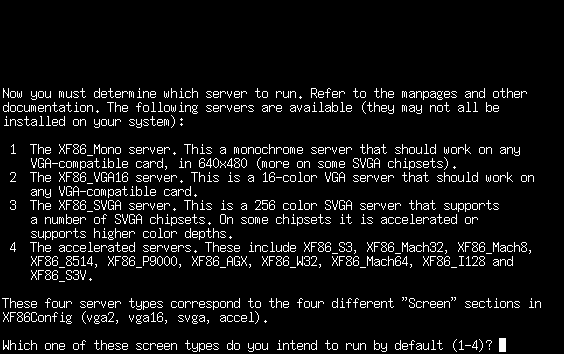 Now you must determine which server to run. Refer to the manpages and other
documentation. The following servers are available (they may not all be
installed on your system):
1 The XF86_Mono server. This a monochrome server that should work on any
VGA-compatible card, in 640x480 (more on some SVGA chipsets).
2 The XF86_VGA16 server. This is a 16-color VGA server that should work on
any VGA-compatible card.
3 The XF86_SVGA server. This is a 256 color SVGA server that supports
a number of SVGA chipsets. On some chipsets it is accelerated or
supports higher color depths.
4 The accelerated servers. These include XF86_S3, XF86_Mach32, XF86_Mach8,
XF86_8514, XF86_P9000, XF86_AGX, XF86_W32, XF86_Mach64, XF86_I128 and
XF86_S3V.
These four server types correspond to the four different "Screen" sections in
XF86Config (vga2, vga16, svga, accel).
Which one of these screen types do you intend to run by default (1-4)?